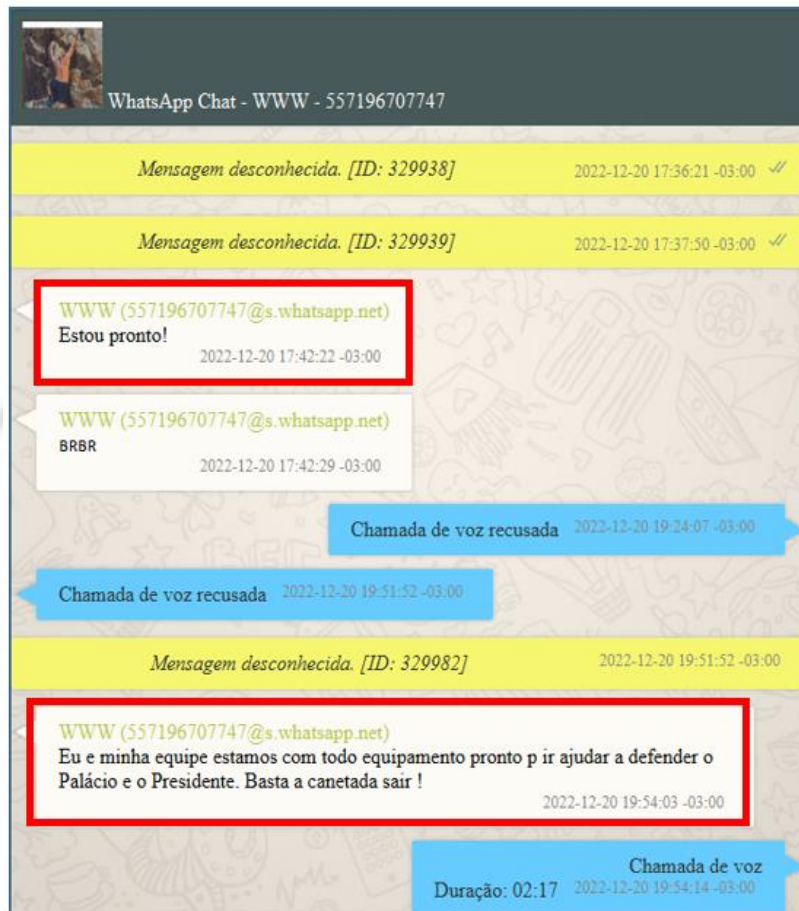 WhatsApp Chat - WWW - 557196707747
Mensagem desconhecida. [ID: 329938] 2022-12-20 17:36:21 -03:00
Mensagem desconhecida. [ID: 329939] 2022-12-20 17:37:50 -03:00
WWW (557196707747@s.whatsapp.net)
Estou pronto!
2022-12-20 17:42:22 -03:00
WWW (557196707747@s.whatsapp.net)
BRBR
2022-12-20 17:42:29 -03:00
Chamada de voz recusada 2022-12-20 19:24:07 -03:00
Chamada de voz recusada 2022-12-20 19:51:52 -03:00
Mensagem desconhecida. [ID: 329982] 2022-12-20 19:51:52 -03:00
WWW (557196707747@s.whatsapp.net)
Eu e minha equipe estamos com todo equipamento pronto p ir ajudar a defender o
Palácio e o Presidente. Basta a canetada sair !
2022-12-20 19:54:03 -03:00
Chamada de voz
Duração: 02:17 2022-12-20 19:54:14 -03:00